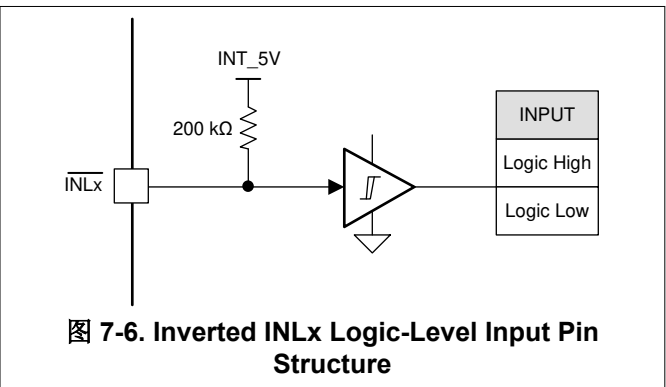 INT_5V
200 kΩ
INLx
INPUT
Logic High
Logic Low
图 7-6. Inverted INLx Logic-Level Input Pin
Structure